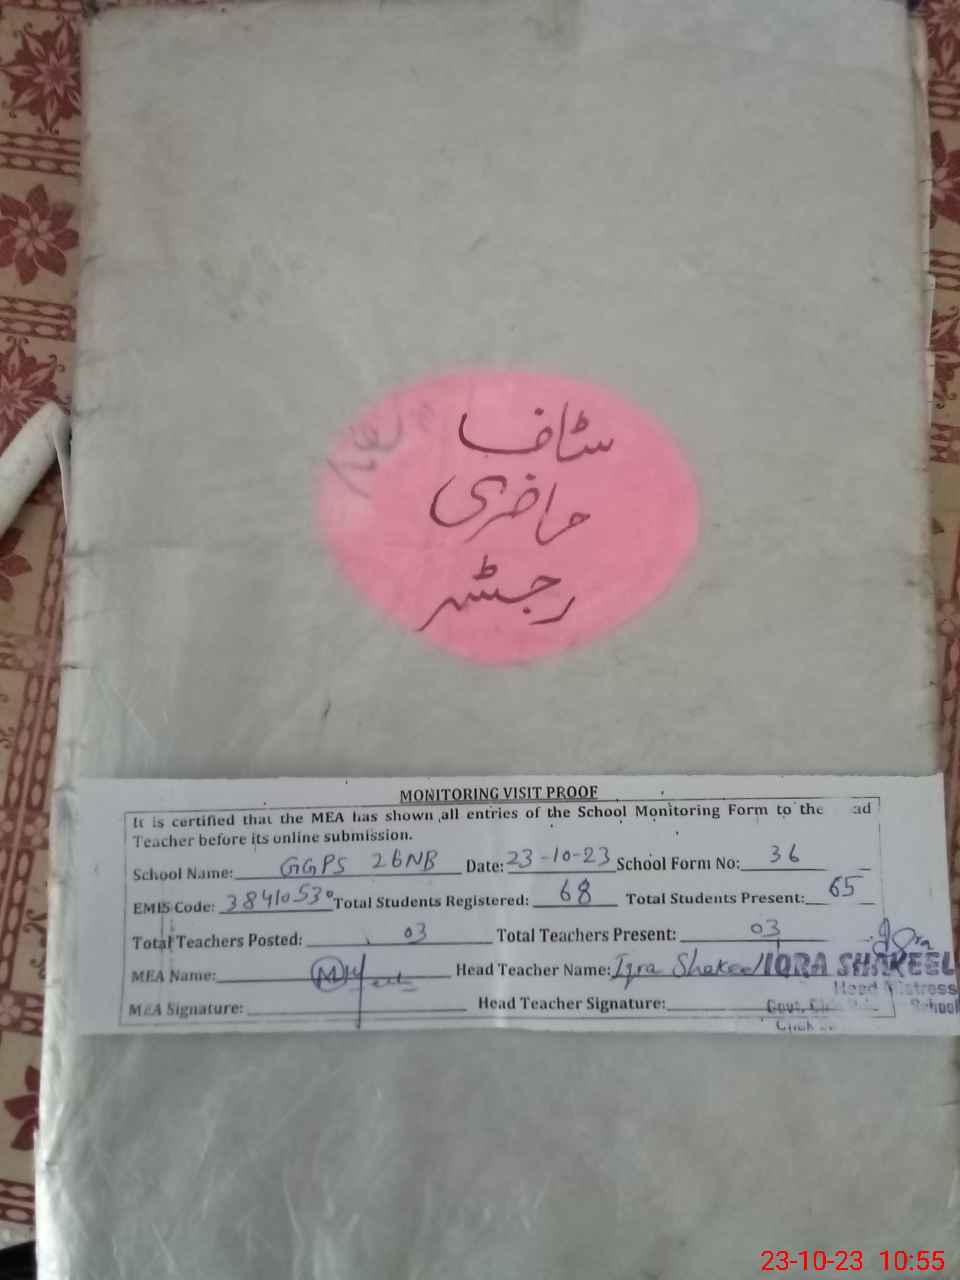 سٹاف
حاضری
رجسٹر
MONITORING VISIT PROOF
It is certified that the MEA has shown all entries of the School Monitoring Form to the ad
Teacher before its online submission.
School Name: GGPS 26NB Date: 23-10-23 School Form No: 36
EMIS Code: 38410530 Total Students Registered: 68 Total Students Present: 65
Total Teachers Posted: 03 Total Teachers Present: 03
MEA Name: Head Teacher Name: Iqra Shakeel IQRA SHAKEEL
Head Mistress
MEA Signature: Head Teacher Signature:
Govt. School
23-10-23 10:55